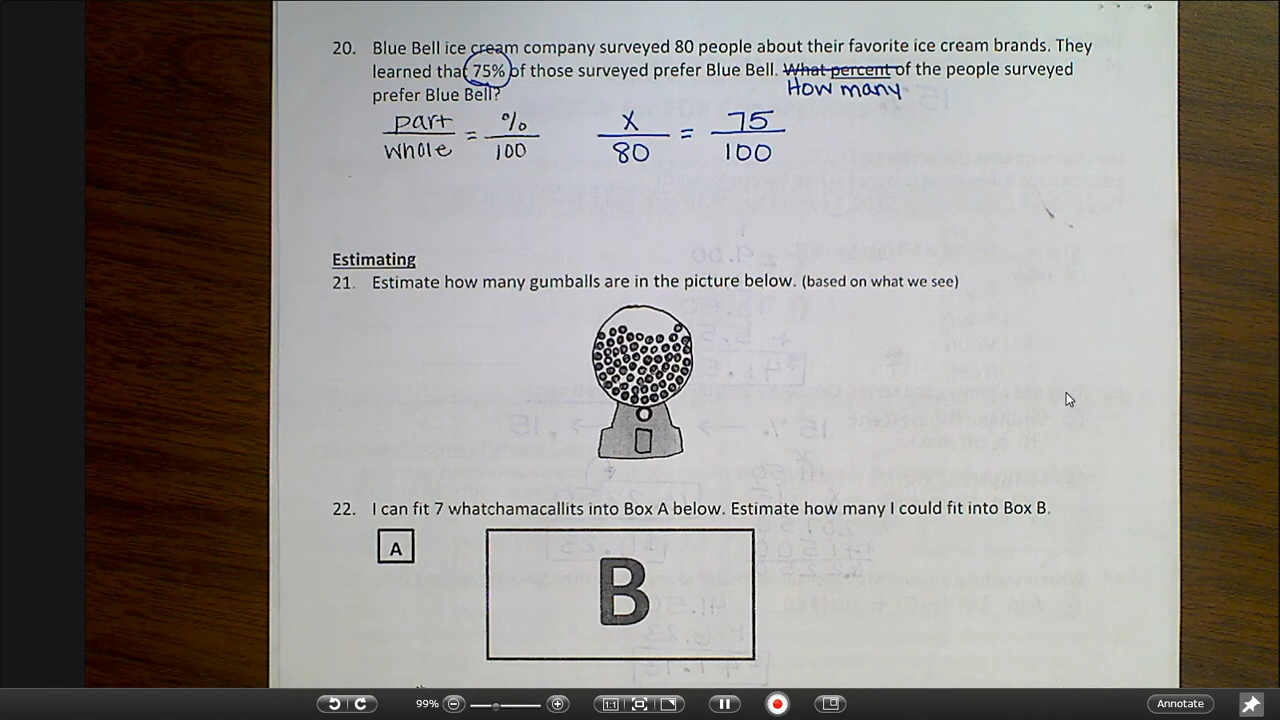 20. Blue Bell ice cream company surveyed 80 people about their favorite ice cream brands. They
learned that 75% of those surveyed prefer Blue Bell. What percent of the people surveyed
How many
prefer Blue Bell?
part / whole = % / 100
x / 80 = 75 / 100
Estimating
21. Estimate how many gumballs are in the picture below. (based on what we see)
22. I can fit 7 whatchamacallits into Box A below. Estimate how many I could fit into Box B.
A
B
99%
1:1
Annotate